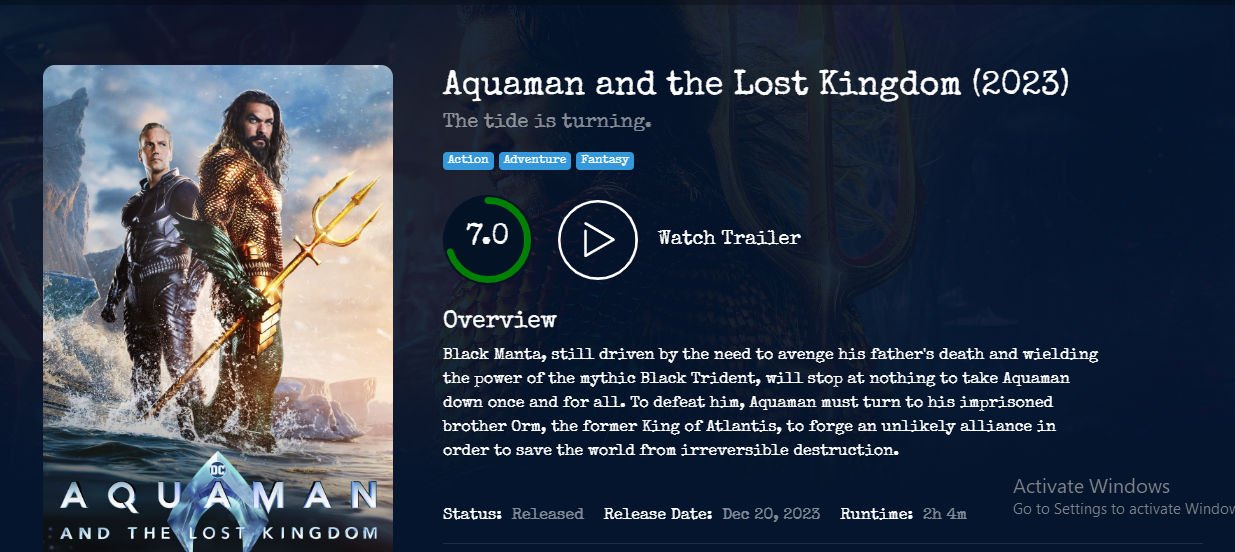 Aquaman and the Lost Kingdom (2023)
The tide is turning.
Action Adventure Fantasy
7.0
Watch Trailer
Overview
Black Manta, still driven by the need to avenge his father's death and wielding
the power of the mythic Black Trident, will stop at nothing to take Aquaman
down once and for all. To defeat him, Aquaman must turn to his imprisoned
brother Orm, the former King of Atlantis, to forge an unlikely alliance in
order to save the world from irreversible destruction.
Status: Released Release Date: Dec 20, 2023 Runtime: 2h 4m
DC
AQUAMAN
AND THE LOST KINGDOM
Activate Windows
Go to Settings to activate Window